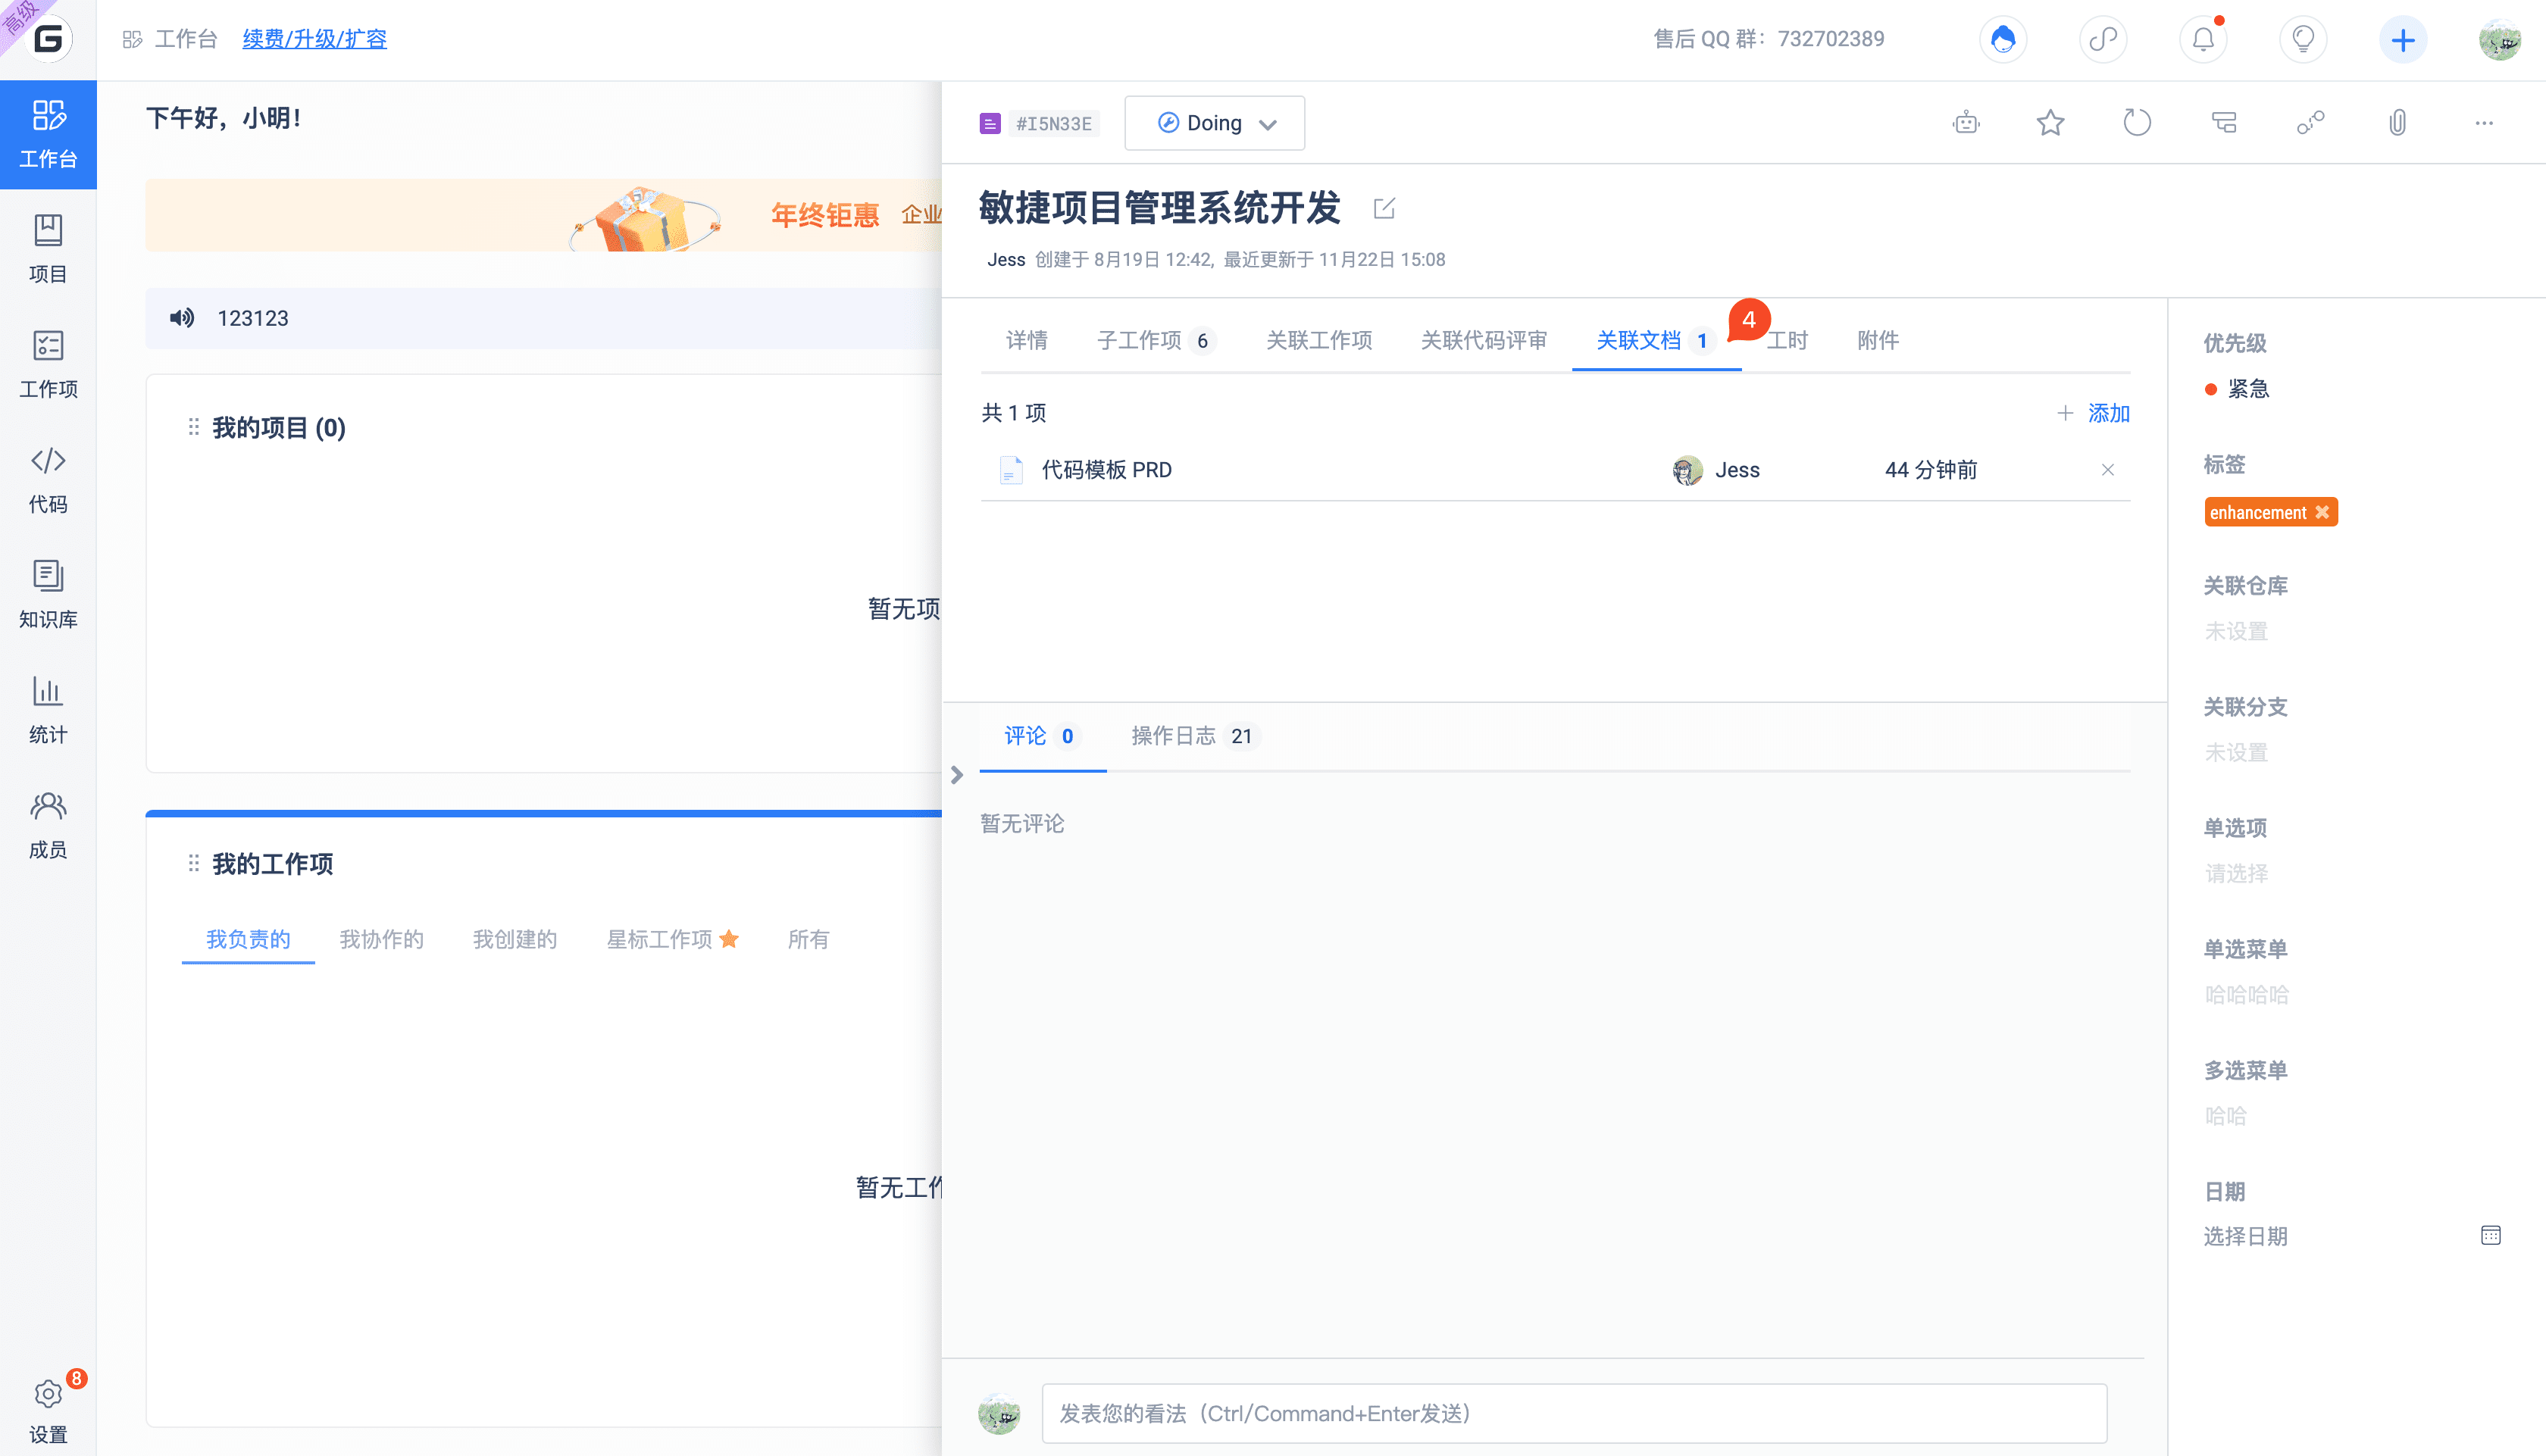 高级
工作台 续费/升级/扩容 售后 QQ 群：732702389
工作台
项目
工作项
代码
知识库
统计
成员
8
设置
下午好，小明！
年终钜惠 企业
123123
我的项目 (0)
暂无项
我的工作项
我负责的 我协作的 我创建的 星标工作项 所有
暂无工作
#I5N33E Doing
敏捷项目管理系统开发
Jess 创建于 8月19日 12:42, 最近更新于 11月22日 15:08
详情 子工作项 6 关联工作项 关联代码评审 关联文档 1 4 工时 附件
共 1 项 + 添加
代码模板 PRD Jess 44 分钟前
评论 0 操作日志 21
暂无评论
发表您的看法（Ctrl/Command+Enter发送）
优先级
紧急
标签
enhancement
关联仓库
未设置
关联分支
未设置
单选项
请选择
单选菜单
哈哈哈哈
多选菜单
哈哈
日期
选择日期